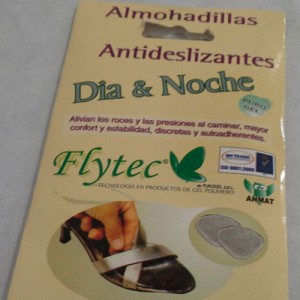 Almohadillas
Antideslizantes
Dia & Noche
PURO
GEL
Alivian los roces y las presiones al caminar, mayor
confort y estabilidad, discretas y autoadherentes.
Flytec®
TECNOLOGIA EN PRODUCTOS DE GEL POLIMERO
ANMAT